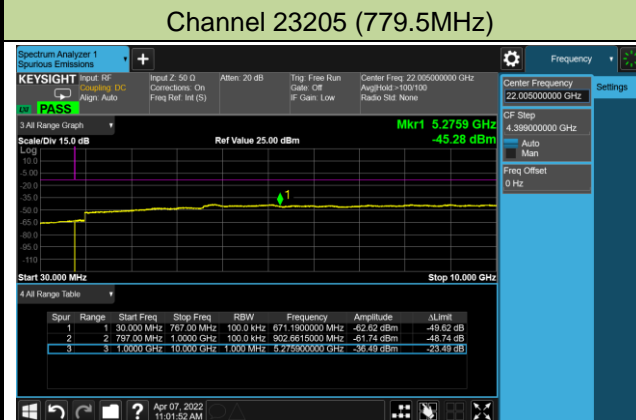 Channel 23205 (779.5MHz)
Spectrum Analyzer 1
Spurious Emissions
+
Frequency
KEYSIGHT Input: RF
Coupling: DC
Align: Auto
Input Z: 50 Ω
Corrections: On
Freq Ref: Int (S)
Atten: 20 dB
Trig: Free Run
Gate: Off
IF Gain: Low
Center Freq: 22.005000000 GHz
Avg|Hold:>100/100
Radio Std: None
PASS
Center Frequency
22.005000000 GHz
Settings
CF Step
4.399000000 GHz
Auto
Man
Freq Offset
0 Hz
3 All Range Graph
Mkr1 5.2759 GHz
Scale/Div 15.0 dB
Ref Value 25.00 dBm
-45.28 dBm
Log
10.0
-5.00
-20.0
-35.0
-50.0
-65.0
-80.0
-95.0
-110
1
Start 30.000 MHz
Stop 10.000 GHz
4 All Range Table
Spur Range Start Freq Stop Freq RBW Frequency Amplitude ΔLimit
1 1 30.000 MHz 767.00 MHz 100.0 kHz 671.1900000 MHz -62.62 dBm -49.62 dB
2 2 797.00 MHz 1.0000 GHz 100.0 kHz 902.6615000 MHz -61.74 dBm -48.74 dB
3 3 1.0000 GHz 10.000 GHz 1.000 MHz 5.275900000 GHz -36.49 dBm -23.49 dB
?
Apr 07, 2022
11:01:52 AM